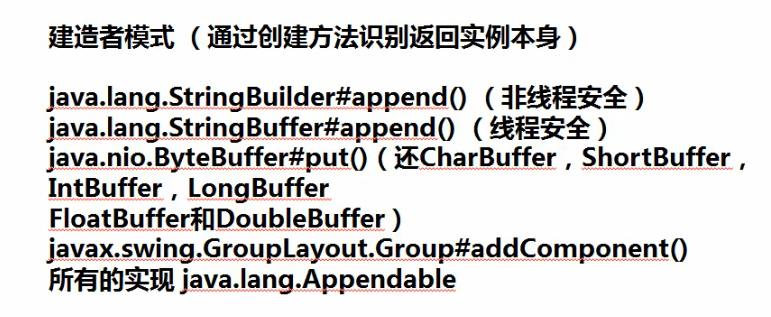 建造者模式 （通过创建方法识别返回实例本身）
java.lang.StringBuilder#append() （非线程安全）
java.lang.StringBuffer#append() （线程安全）
java.nio.ByteBuffer#put()（还CharBuffer，ShortBuffer，
IntBuffer，LongBuffer
FloatBuffer和DoubleBuffer）
javax.swing.GroupLayout.Group#addComponent()
所有的实现 java.lang.Appendable